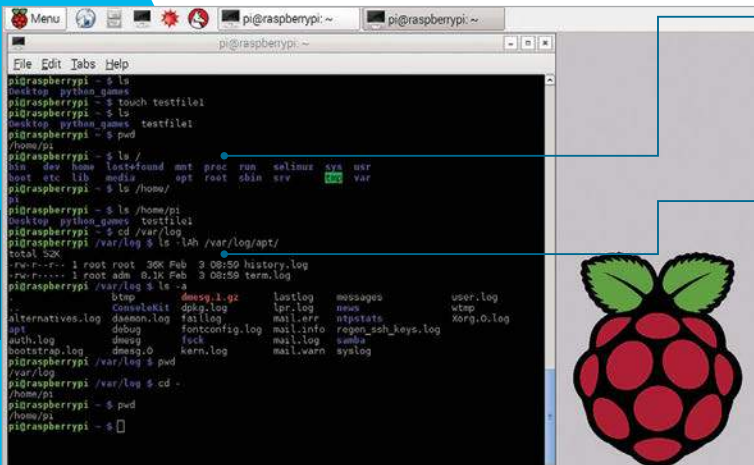 Menu pi@raspberrypi: ~ pi@raspberrypi: ~
pi@raspberrypi: ~
File Edit Tabs Help
pi@raspberrypi ~ $ ls
Desktop python_games
pi@raspberrypi ~ $ touch testfile1
pi@raspberrypi ~ $ ls
Desktop python_games testfile1
pi@raspberrypi ~ $ pwd
/home/pi
pi@raspberrypi ~ $ ls /
bin dev home lost+found mnt proc run selinux sys usr
boot etc lib media opt root sbin srv tmp var
pi@raspberrypi ~ $ ls /home/
pi
pi@raspberrypi ~ $ ls /home/pi
Desktop python_games testfile1
pi@raspberrypi ~ $ cd /var/log
pi@raspberrypi /var/log $ ls -lAh /var/log/apt/
total 52K
-rw-r--r-- 1 root root 36K Feb 3 08:59 history.log
-rw-r----- 1 root adm 8.1K Feb 3 08:59 term.log
pi@raspberrypi /var/log $ ls -a
. btmp dmesg.1.gz lastlog messages user.log
.. ConsoleKit dpkg.log lpr.log news wtmp
alternatives.log daemon.log faillog mail.err ntpstats Xorg.0.log
apt debug fontconfig.log mail.info regen_ssh_keys.log
auth.log dmesg fsck mail.log samba
bootstrap.log dmesg.0 kern.log mail.warn syslog
pi@raspberrypi /var/log $ pwd
/var/log
pi@raspberrypi /var/log $ cd -
/home/pi
pi@raspberrypi ~ $ pwd
/home/pi
pi@raspberrypi ~ $